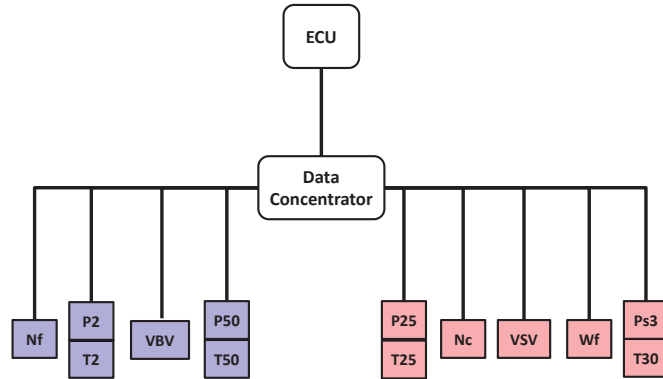 ECU
Data
Concentrator
Nf
P2
T2
VBV
P50
T50
P25
T25
Nc
VSV
Wf
Ps3
T30